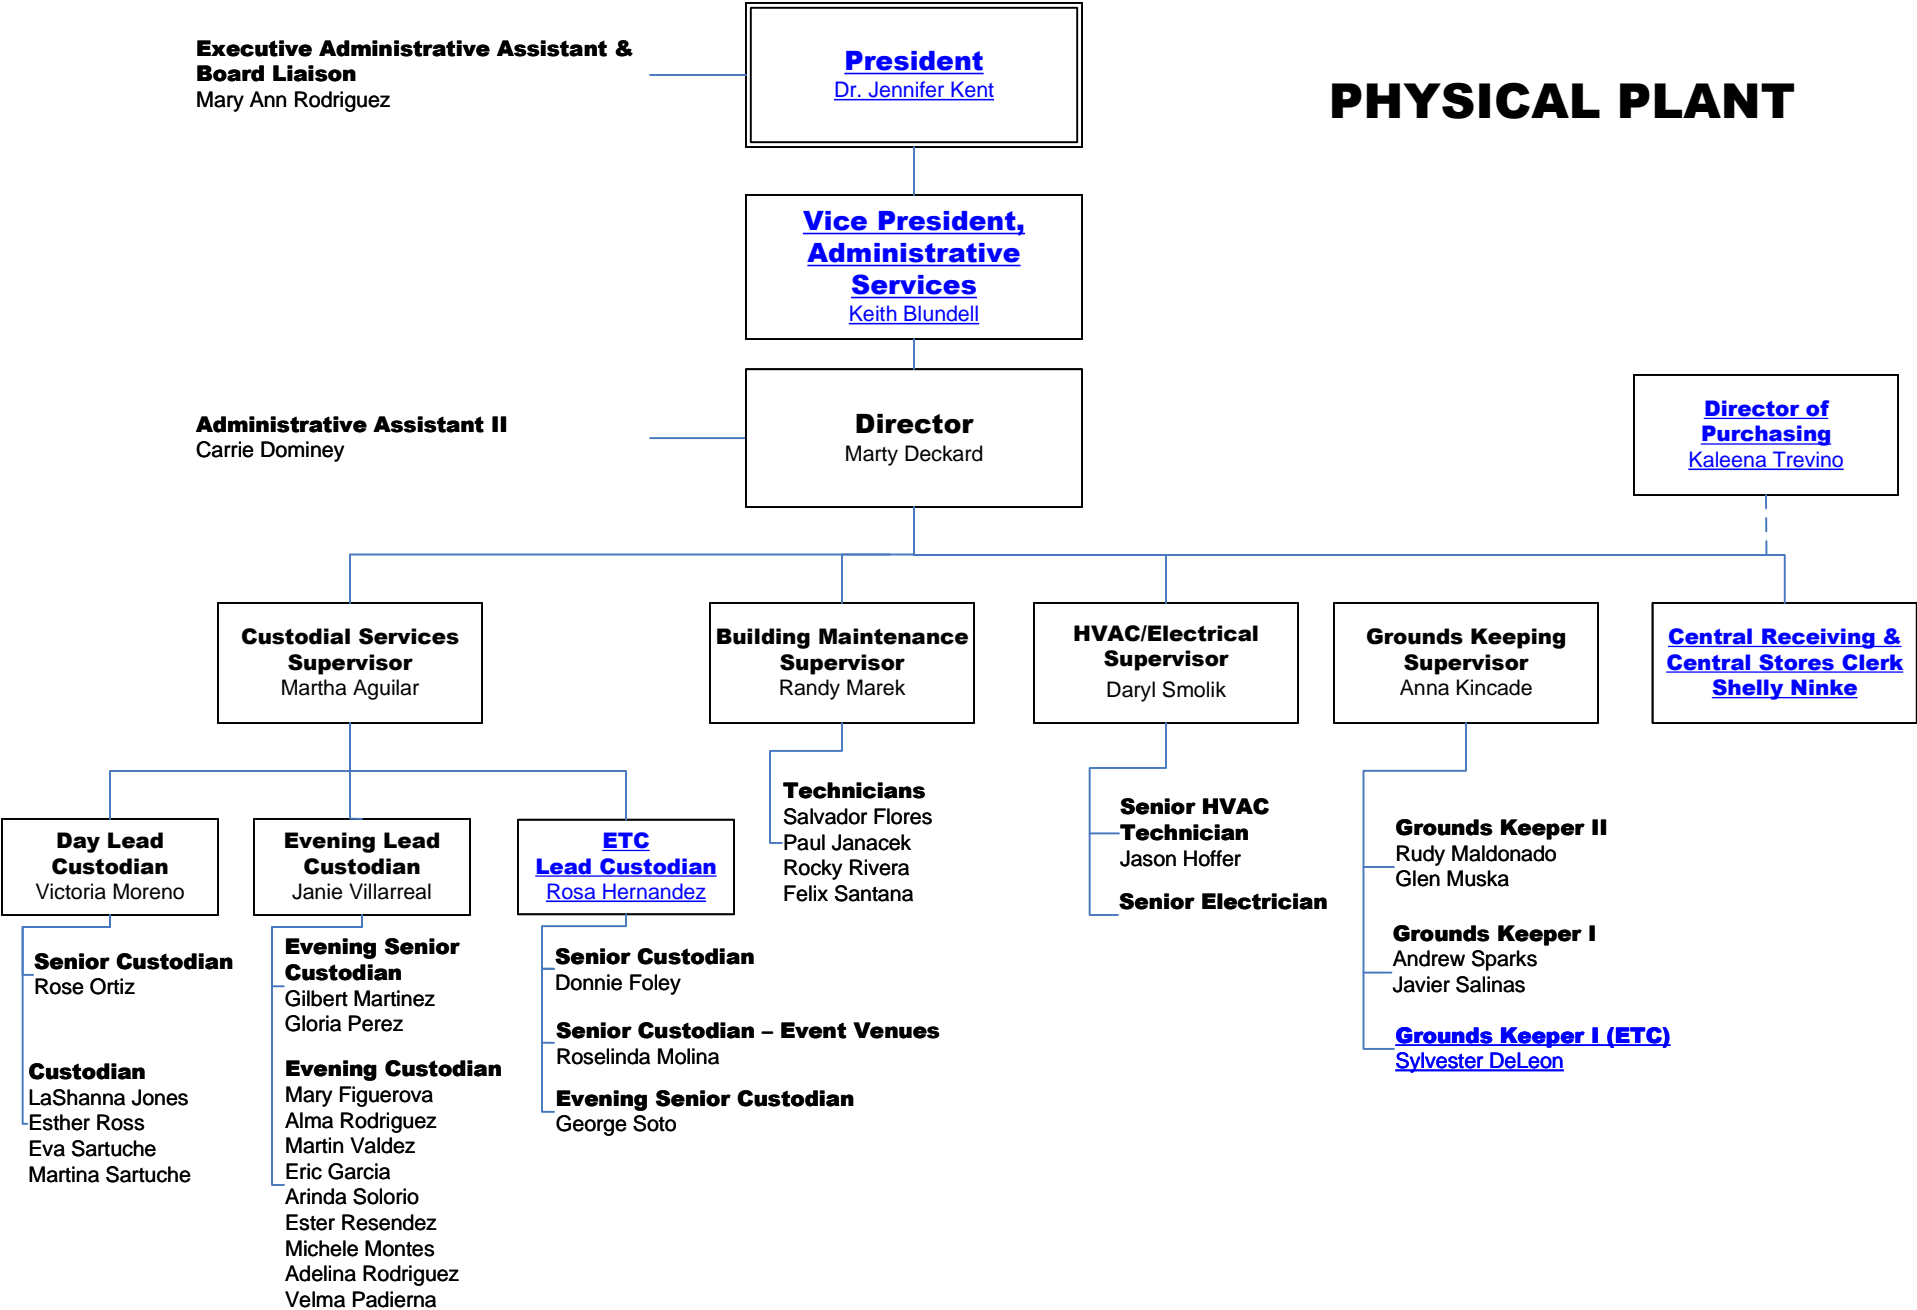 Executive Administrative Assistant &
Board Liaison
Mary Ann Rodriguez
President
Dr. Jennifer Kent
PHYSICAL PLANT
Vice President,
Administrative
Services
Keith Blundell
Administrative Assistant II
Carrie Dominey
Director
Marty Deckard
Director of
Purchasing
Kaleena Trevino
Custodial Services
Supervisor
Martha Aguilar
Building Maintenance
Supervisor
Randy Marek
HVAC/Electrical
Supervisor
Daryl Smolik
Grounds Keeping
Supervisor
Anna Kincade
Central Receiving &
Central Stores Clerk
Shelly Ninke
Day Lead
Custodian
Victoria Moreno
Senior Custodian
Rose Ortiz
Custodian
LaShanna Jones
Esther Ross
Eva Sartuche
Martina Sartuche
Evening Lead
Custodian
Janie Villarreal
Evening Senior
Custodian
Gilbert Martinez
Gloria Perez
Evening Custodian
Mary Figuerova
Alma Rodriguez
Martin Valdez
Eric Garcia
Arinda Solorio
Ester Resendez
Michele Montes
Adelina Rodriguez
Velma Padierna
ETC
Lead Custodian
Rosa Hernandez
Senior Custodian
Donnie Foley
Senior Custodian – Event Venues
Roselinda Molina
Evening Senior Custodian
George Soto
Technicians
Salvador Flores
Paul Janacek
Rocky Rivera
Felix Santana
Senior HVAC
Technician
Jason Hoffer
Senior Electrician
Grounds Keeper II
Rudy Maldonado
Glen Muska
Grounds Keeper I
Andrew Sparks
Javier Salinas
Grounds Keeper I (ETC)
Sylvester DeLeon